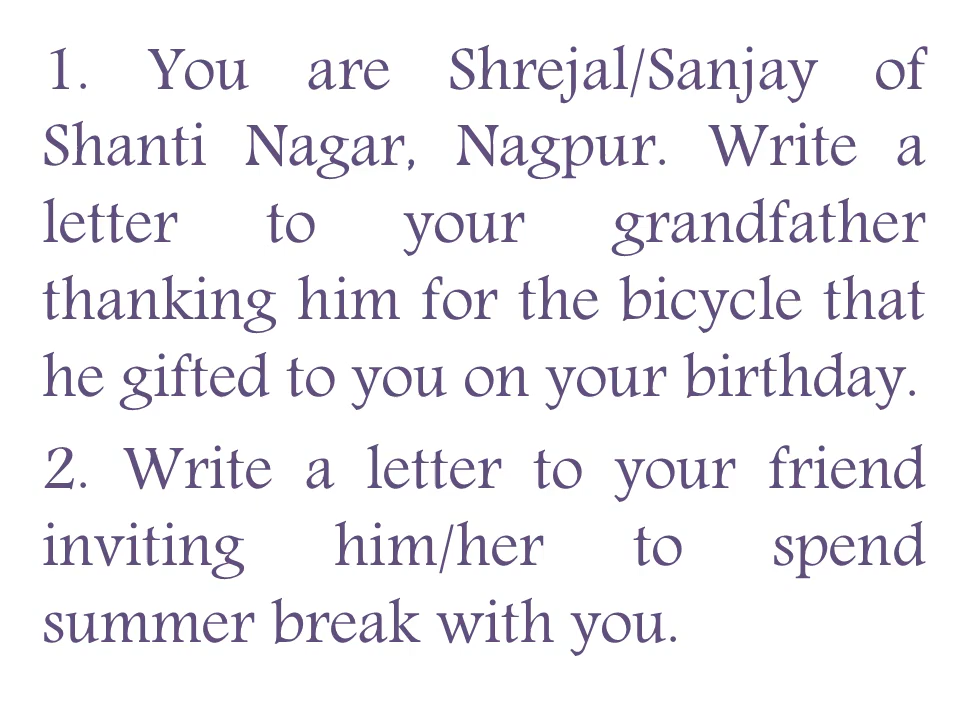 1. You are Shrejal/Sanjay of
Shanti Nagar, Nagpur. Write a
letter to your grandfather
thanking him for the bicycle that
he gifted to you on your birthday.
2. Write a letter to your friend
inviting him/her to spend
summer break with you.